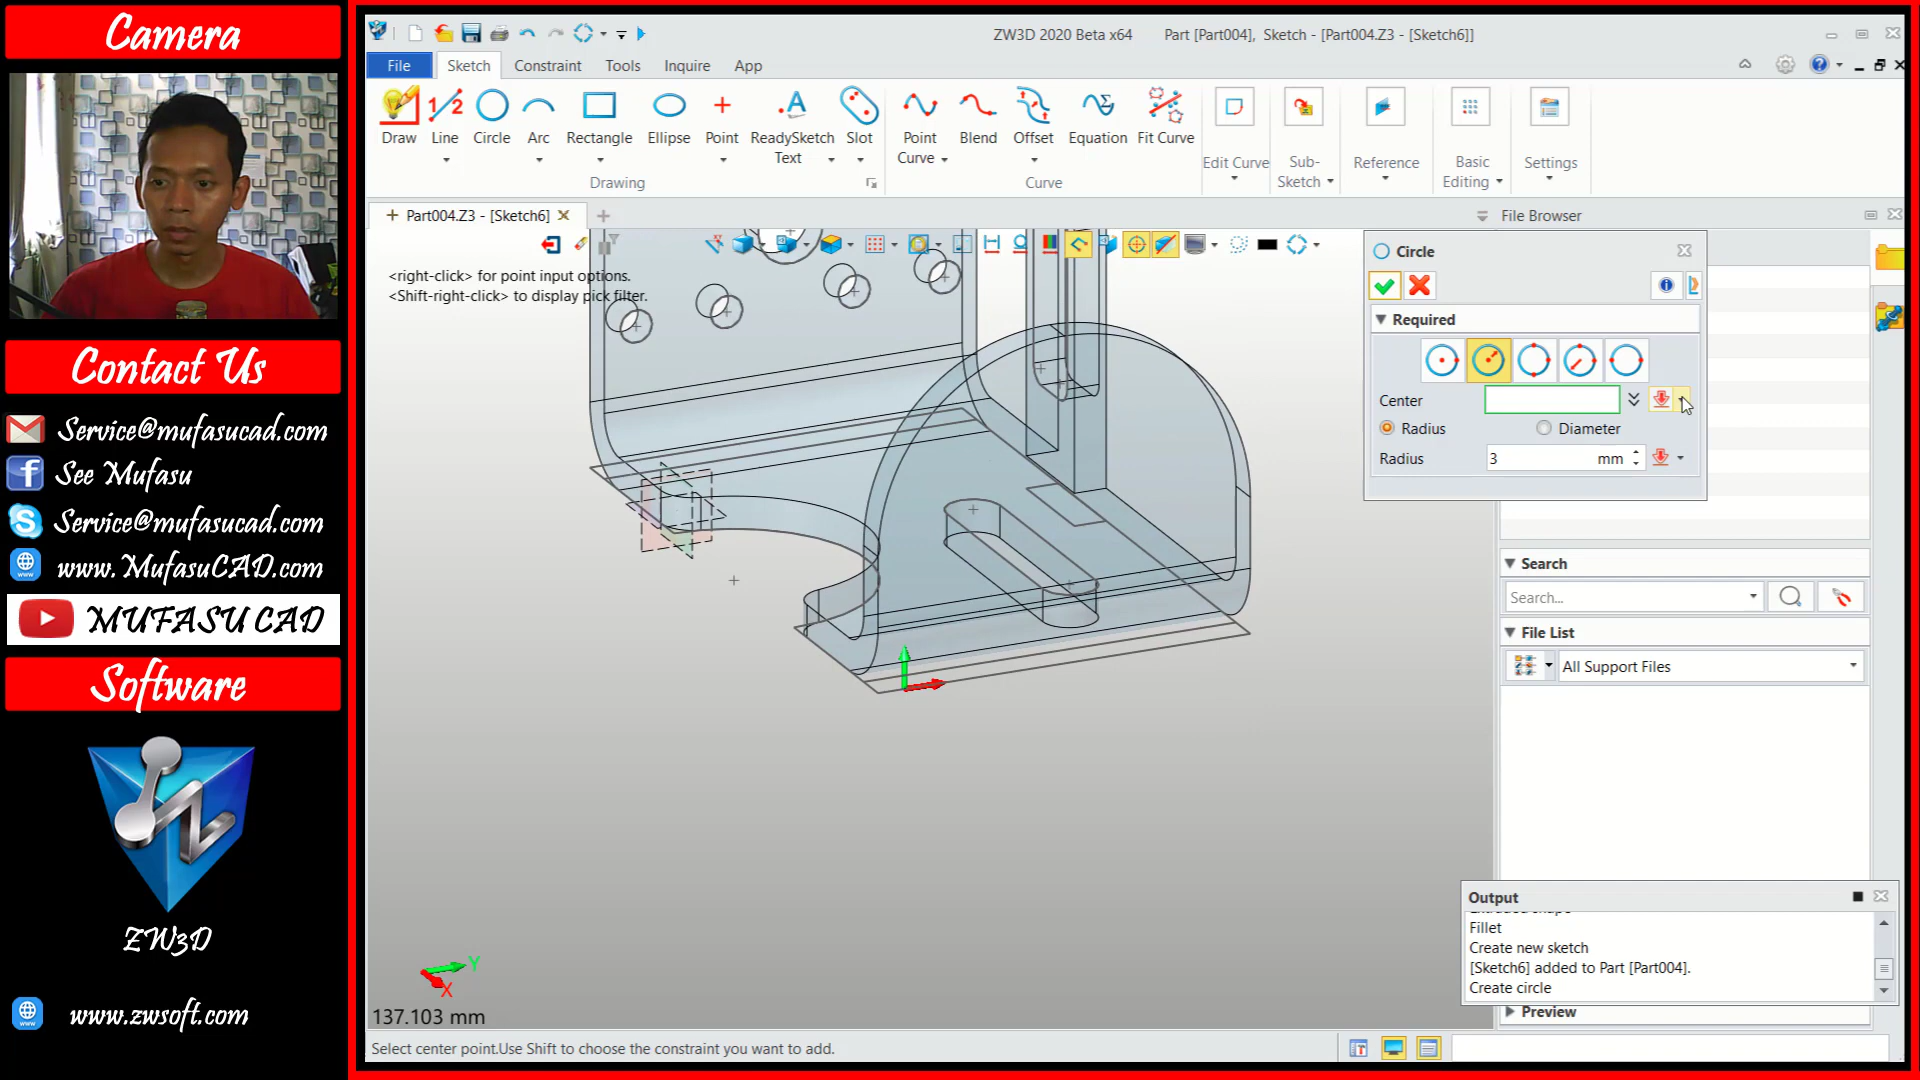 Camera
Contact Us
Service@mufasucad.com
See Mufasu
Service@mufasucad.com
www.MufasuCAD.com
MUFASU CAD
Software
ZW3D
www.zwsoft.com
ZW3D 2020 Beta x64
Part [Part004], Sketch - [Part004.Z3 - [Sketch6]]
File
Sketch
Constraint
Tools
Inquire
App
Draw
Line
Circle
Arc
Rectangle
Ellipse
Point
ReadySketch
Text
Slot
Point
Curve
Blend
Offset
Equation
Fit Curve
Edit Curve
Sub-
Sketch
Reference
Basic
Editing
Settings
Drawing
Curve
Part004.Z3 - [Sketch6]
File Browser
<right-click> for point input options.
<Shift-right-click> to display pick filter.
Circle
Required
Center
Radius
Diameter
Radius
3
mm
Search
Search...
File List
All Support Files
Output
Fillet
Create new sketch
[Sketch6] added to Part [Part004].
Create circle
Preview
Y
X
137.103 mm
Select center point.Use Shift to choose the constraint you want to add.